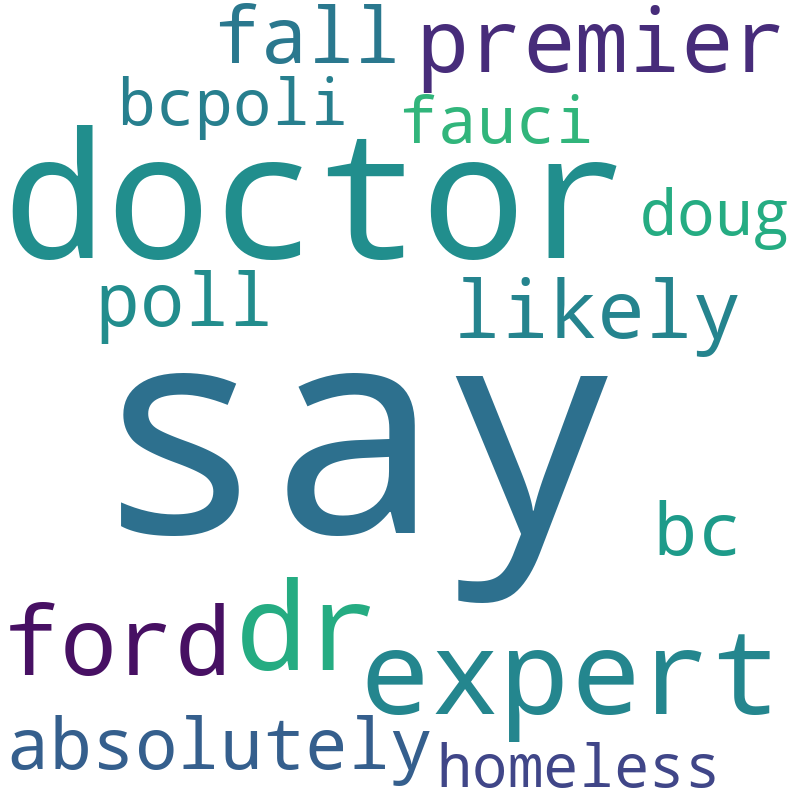 fall premier
bcpoli fauci
doctor doug
poll likely
say
bc
ford dr expert
absolutely homeless